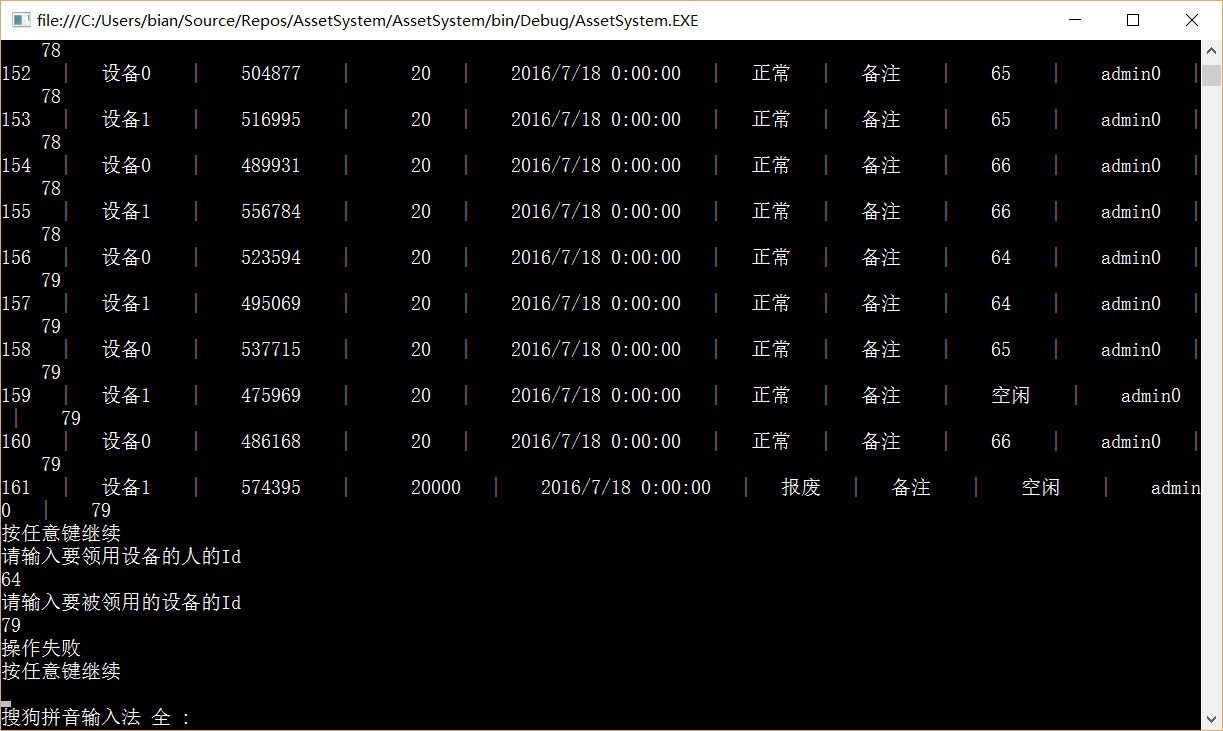 file:///C:/Users/bian/Source/Repos/AssetSystem/AssetSystem/bin/Debug/AssetSystem.EXE
78
152 | 设备0 | 504877 | 20 | 2016/7/18 0:00:00 | 正常 | 备注 | 65 | admin0 |
78
153 | 设备1 | 516995 | 20 | 2016/7/18 0:00:00 | 正常 | 备注 | 65 | admin0 |
78
154 | 设备0 | 489931 | 20 | 2016/7/18 0:00:00 | 正常 | 备注 | 66 | admin0 |
78
155 | 设备1 | 556784 | 20 | 2016/7/18 0:00:00 | 正常 | 备注 | 66 | admin0 |
78
156 | 设备0 | 523594 | 20 | 2016/7/18 0:00:00 | 正常 | 备注 | 64 | admin0 |
79
157 | 设备1 | 495069 | 20 | 2016/7/18 0:00:00 | 正常 | 备注 | 64 | admin0 |
79
158 | 设备0 | 537715 | 20 | 2016/7/18 0:00:00 | 正常 | 备注 | 65 | admin0 |
79
159 | 设备1 | 475969 | 20 | 2016/7/18 0:00:00 | 正常 | 备注 | 空闲 | admin0
| 79
160 | 设备0 | 486168 | 20 | 2016/7/18 0:00:00 | 正常 | 备注 | 66 | admin0 |
79
161 | 设备1 | 574395 | 20000 | 2016/7/18 0:00:00 | 报废 | 备注 | 空闲 | admin
0 | 79
按任意键继续
请输入要领用设备的人的Id
64
请输入要被领用的设备的Id
79
操作失败
按任意键继续
搜狗拼音输入法 全 :